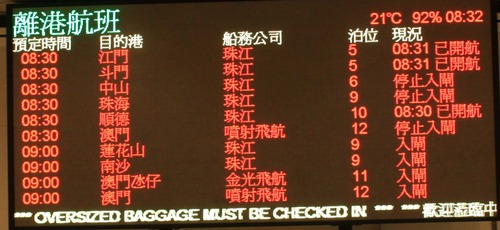 離港航班 21℃ 92% 08:32
預定時間 目的港 船務公司 泊位 現況
08:30 江門 珠江 5 08:31 已開航
08:30 斗門 珠江 5 08:31 已開航
08:30 中山 珠江 6 停止入閘
08:30 珠海 珠江 9 停止入閘
08:30 順德 珠江 10 08:30 已開航
08:30 澳門 噴射飛航 12 停止入閘
09:00 蓮花山 珠江 9 入閘
09:00 南沙 珠江 9 入閘
09:00 澳門氹仔 金光飛航 11 入閘
09:00 澳門 噴射飛航 12 入閘
*** OVERSIZED BAGGAGE MUST BE CHECKED IN *** *** 歡迎蒞臨中